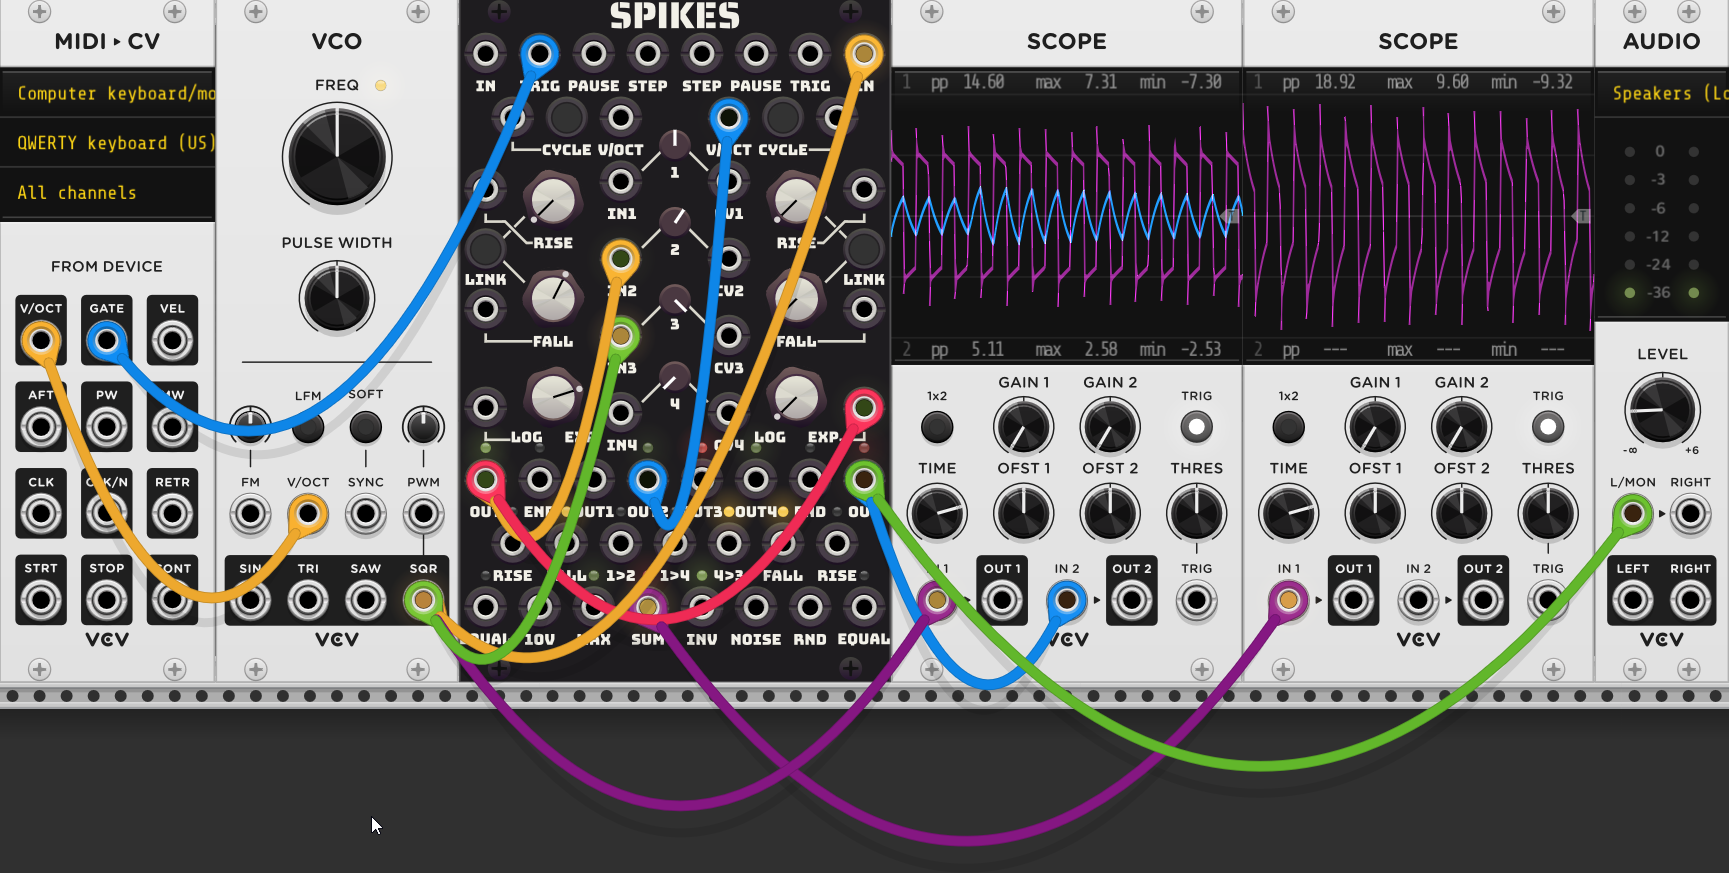 MIDI ▸ CV
Computer keyboard/mo
QWERTY keyboard (US)
All channels
FROM DEVICE
V/OCT GATE VEL
AFT PW MW
CLK CLK/N RETR
STRT STOP CONT
VCV
VCO
FREQ
PULSE WIDTH
LFM SOFT
FM V/OCT SYNC PWM
SIN TRI SAW SQR
VCV
SPIKES
IN TRIG PAUSE STEP STEP PAUSE TRIG IN
CYCLE V/OCT V/OCT CYCLE
1
IN1 CV1
RISE 2 RISE
LINK IN2 CV2 LINK
3
FALL FALL
IN3 CV3
4
LOG EXP LOG EXP
IN4 CV4
OUT END OUT1 OUT2 OUT3 OUT4 END OUT
RISE FALL 1>2 1>4 4>3 FALL RISE
EQUAL 10V MAX SUM INV NOISE RND EQUAL
SCOPE
1 pp 14.60 max 7.31 min -7.30
T
2 pp 5.11 max 2.58 min -2.53
1x2 GAIN 1 GAIN 2 TRIG
TIME OFST 1 OFST 2 THRES
IN 1 OUT 1 IN 2 OUT 2 TRIG
VCV
SCOPE
1 pp 18.92 max 9.60 min -9.32
T
2 pp --- max --- min ---
1x2 GAIN 1 GAIN 2 TRIG
TIME OFST 1 OFST 2 THRES
IN 1 OUT 1 IN 2 OUT 2 TRIG
VCV
AUDIO
Speakers (Lo
0
-3
-6
-12
-24
-36
LEVEL
-∞ +6
L/MON RIGHT
LEFT RIGHT
VCV